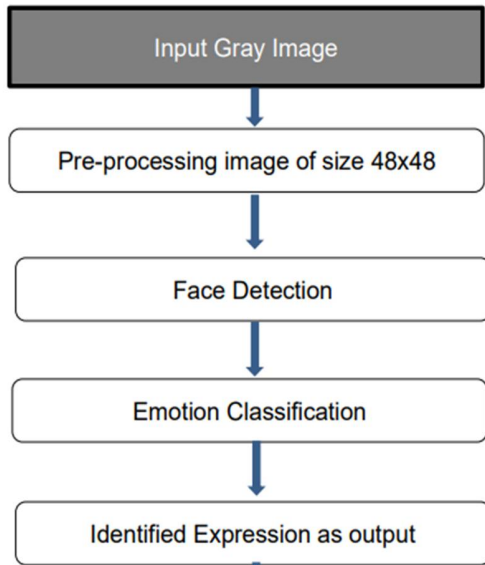 Input Gray Image
Pre-processing image of size 48x48
Face Detection
Emotion Classification
Identified Expression as output